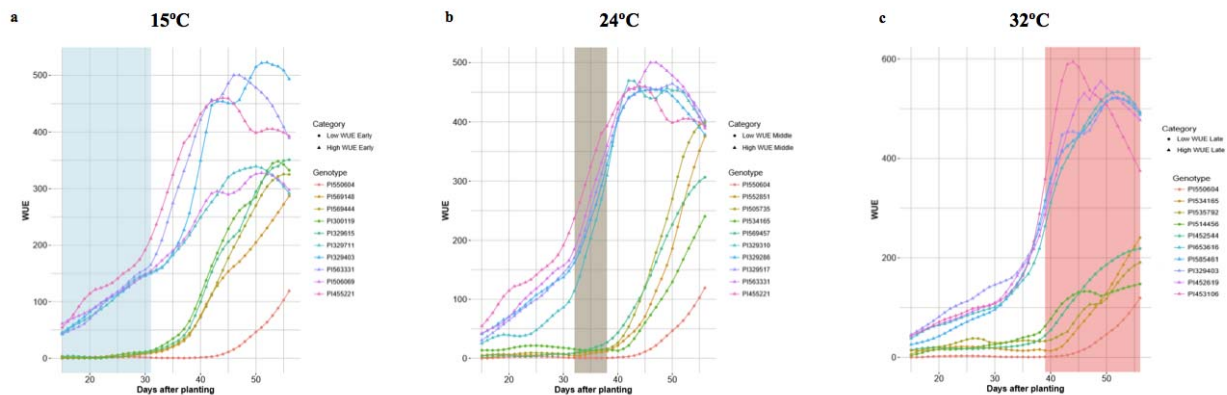 a 15°C
b 24°C
c 32°C
500
400
300
200
100
0
WUE
20 30 40 50
Days after planting
Category
Low WUE Early
High WUE Early
Genotype
PI550604
PI569148
PI569444
PI300119
PI329615
PI329711
PI329403
PI563331
PI506069
PI455221
500
400
300
200
100
0
WUE
20 30 40 50
Days after planting
Category
Low WUE Middle
High WUE Middle
Genotype
PI550604
PI552851
PI505735
PI534165
PI569457
PI329310
PI329286
PI329517
PI563331
PI455221
600
400
200
0
WUE
20 30 40 50
Days after planting
Category
Low WUE Late
High WUE Late
Genotype
PI550604
PI534165
PI535792
PI514456
PI452544
PI653616
PI585461
PI329403
PI452619
PI453106